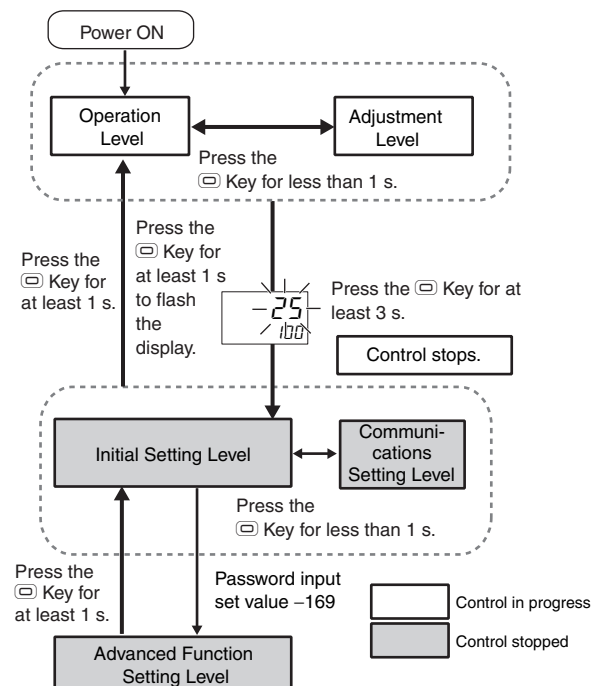 Power ON
Operation
Level
Adjustment
Level
Press the
Key for less than 1 s.
Press the
Key for
at least 1 s.
Press the
Key for
at least 1 s
to flash
the
display.
25
100
Press the Key for at
least 3 s.
Control stops.
Initial Setting Level
Communi-
cations
Setting Level
Press the
Key for less than 1 s.
Press the
Key for
at least 1 s.
Password input
set value −169
Control in progress
Control stopped
Advanced Function
Setting Level